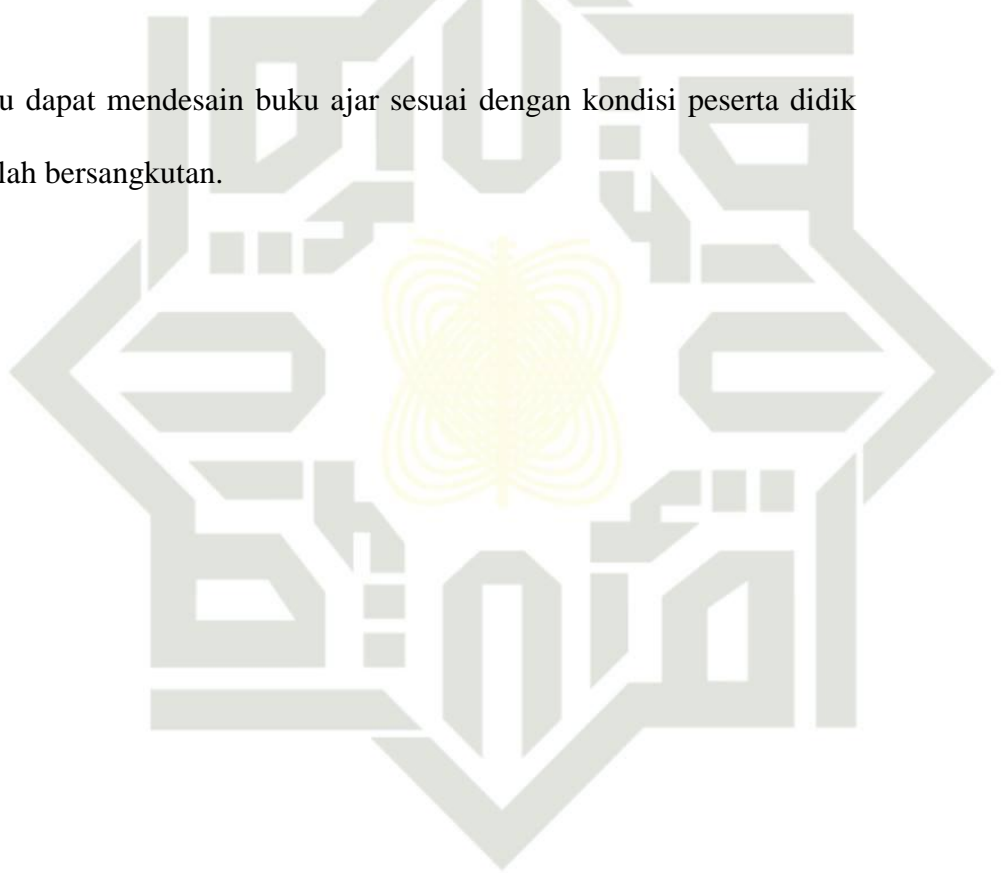 u dapat mendesain buku ajar sesuai dengan kondisi peserta didik
lah bersangkutan.